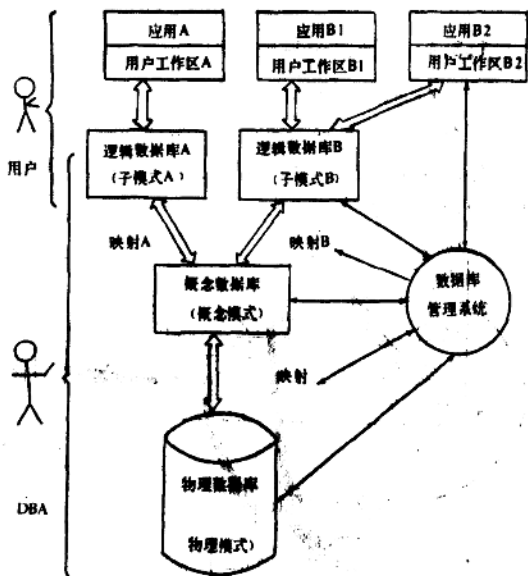 应用A
应用B1
应用B2
用户工作区A
用户工作区B1
用户工作区B2
用户
逻辑数据库A
(子模式A)
逻辑数据库B
(子模式B)
映射A
映射B
概念数据库
(概念模式)
数据库
管理系统
映射
物理数据库
物理模式)
DBA